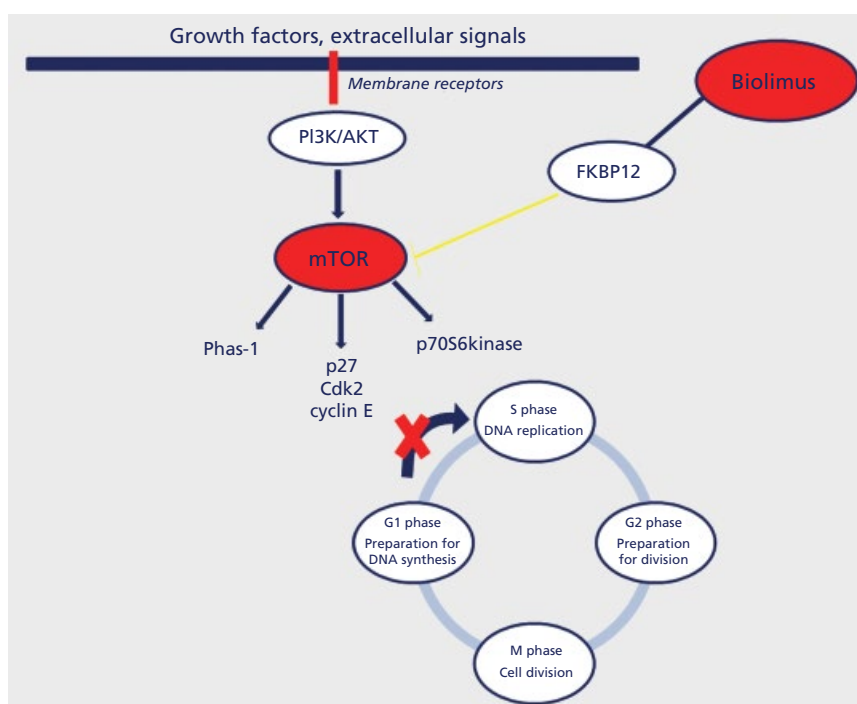 Growth factors, extracellular signals
Membrane receptors
Biolimus
PI3K/AKT
FKBP12
mTOR
Phas-1
p27
Cdk2
cyclin E
p70S6kinase
S phase
DNA replication
G1 phase
Preparation for
DNA synthesis
G2 phase
Preparation
for division
M phase
Cell division